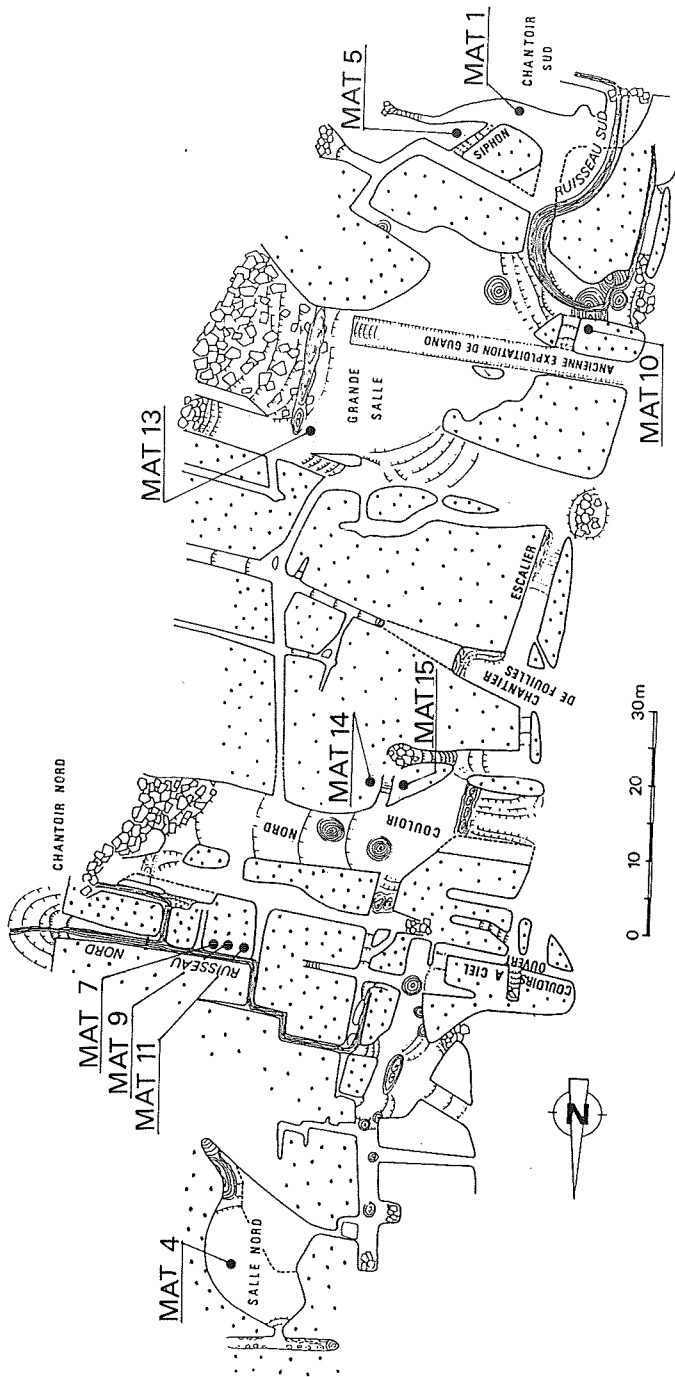 MAT 4
SALLE NORD
MAT 7
MAT 9
MAT 11
RUISSEAU
NORD
CHANTOIR NORD
MAT 14
MAT 15
COULOIR
NORD
COULOIRS
A CIEL
OUVERT
CHANTIER
DE FOUILLES
ESCALIER
MAT 13
GRANDE
SALLE
ANCIENNE EXPLOITATION DE GUANO
MAT 10
MAT 5
MAT 1
SIPHON
CHANTOIR
SUD
RUISSEAU SUD
0 10 20 30m
N